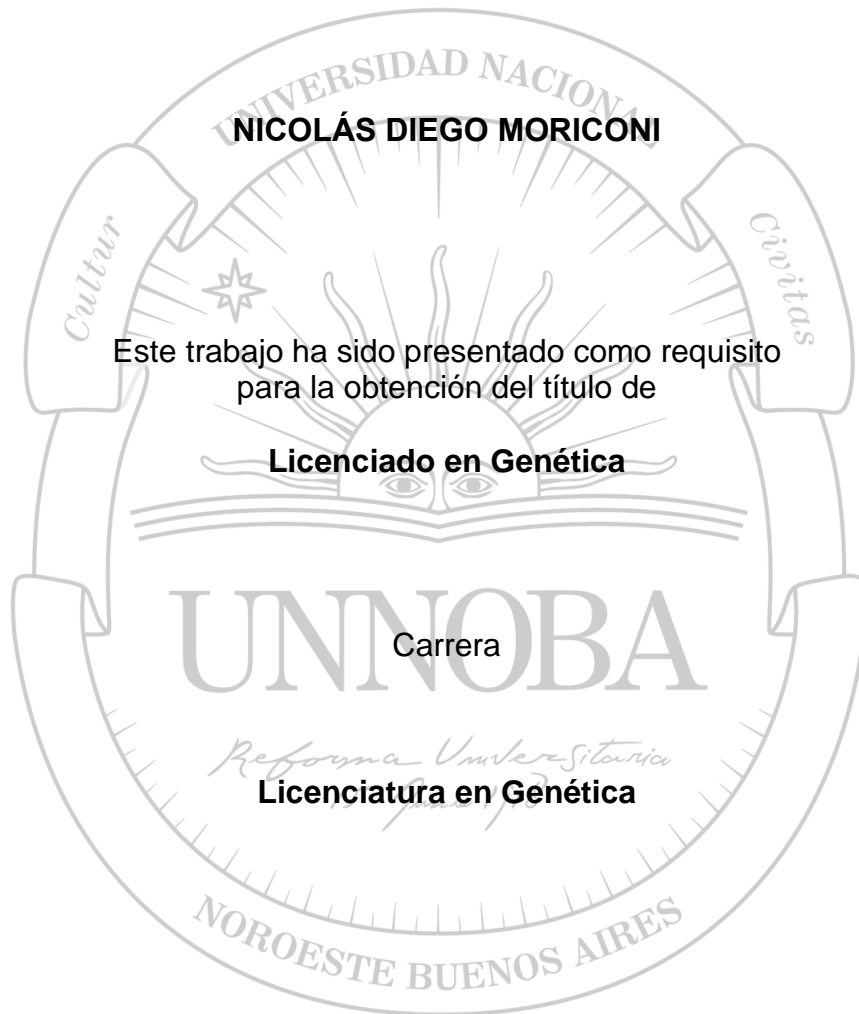 UNIVERSIDAD NACIONAL
NICOLÁS DIEGO MORICONI
Cultur
Civitas
Este trabajo ha sido presentado como requisito
para la obtención del título de
Licenciado en Genética
UNNOBA
Carrera
Reforma Universitaria
Licenciatura en Genética
NOROESTE BUENOS AIRES